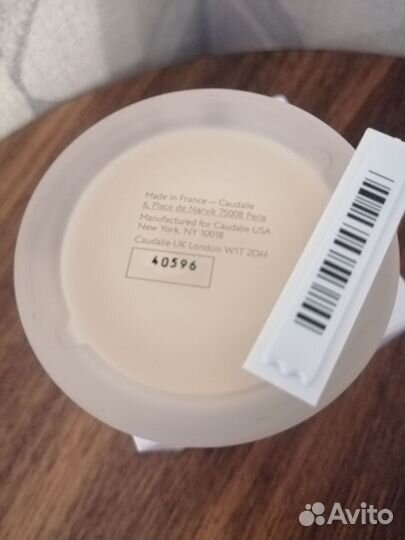 Made in France — Caudalie
6, Place de Narvik 75008 Paris
Manufactured for Caudalie USA
New York, NY 10018
Caudalie UK London W1T 2DH
40596
Avito